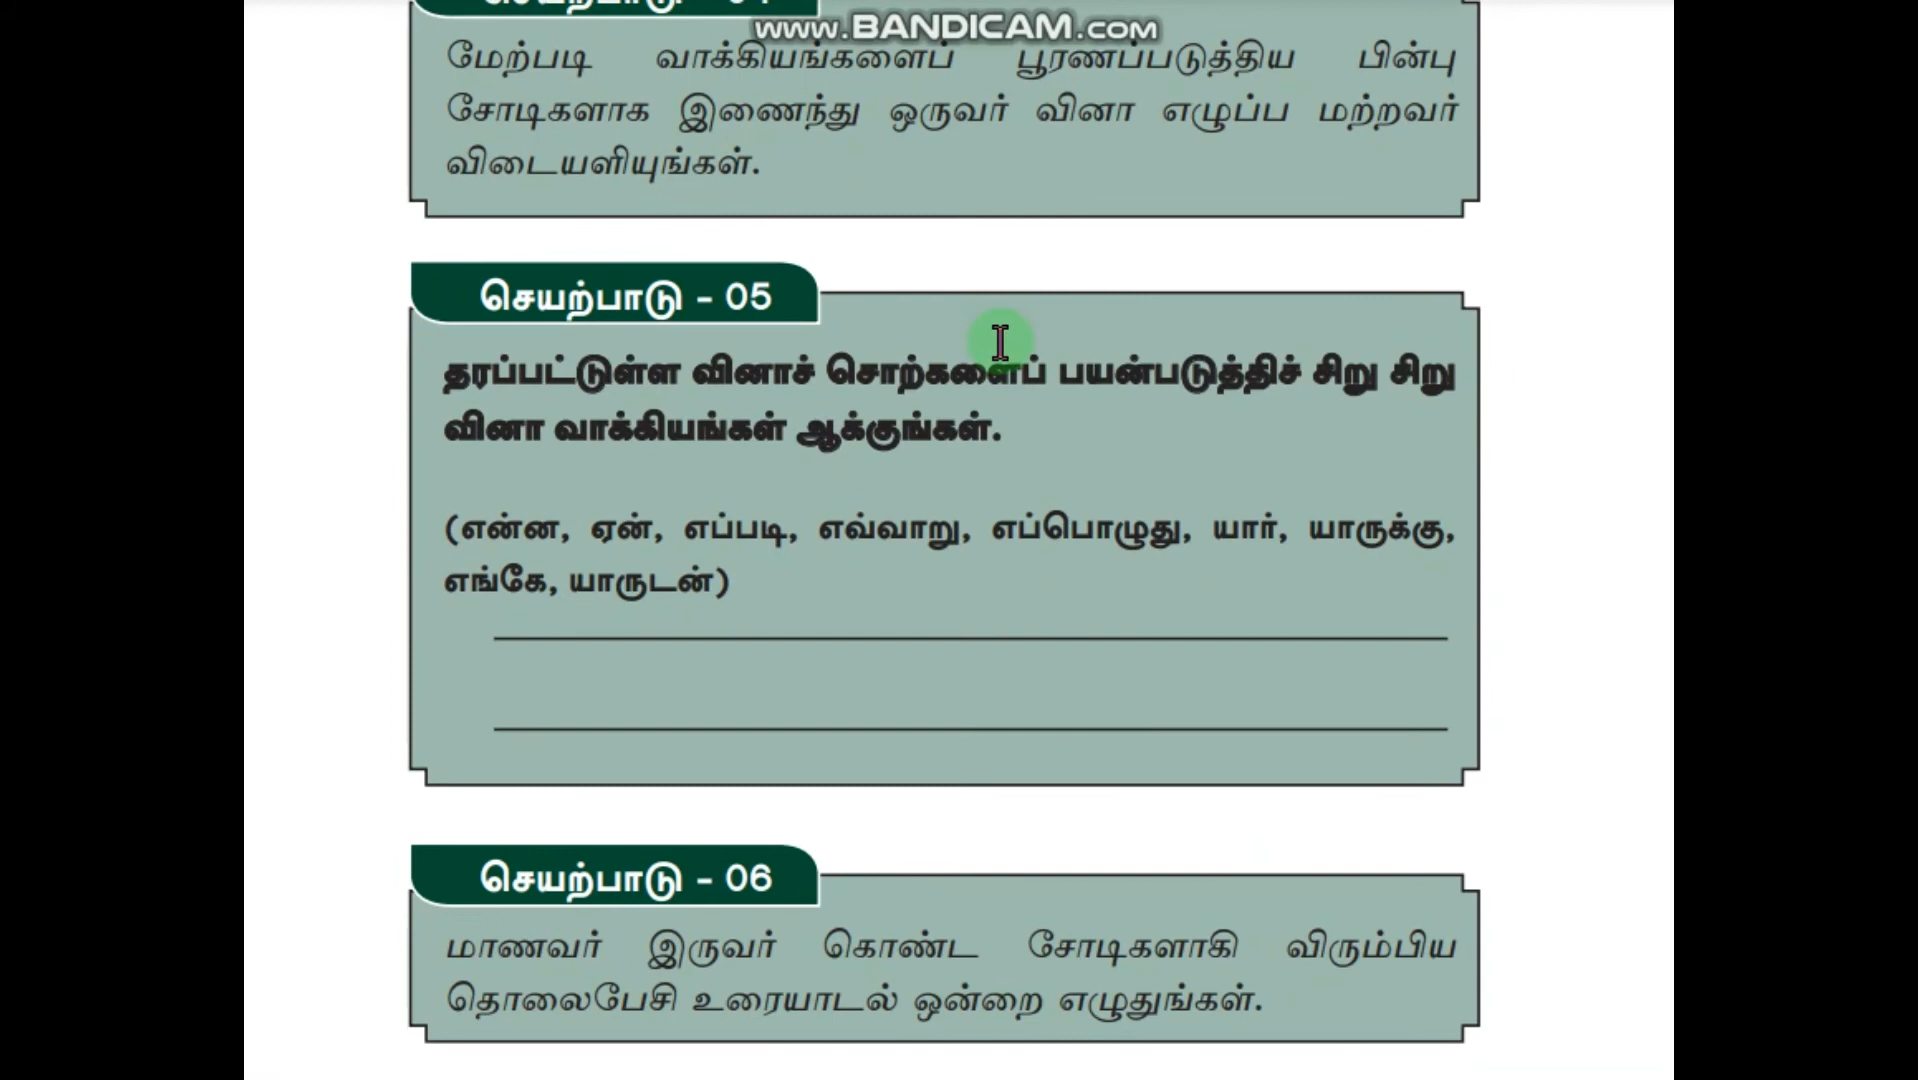 www.BANDICAM.com
மேற்படி வாக்கியங்களைப் பூரணப்படுத்திய பின்பு
சோடிகளாக இணைந்து ஒருவர் வினா எழுப்ப மற்றவர்
விடையளியுங்கள்.
செயற்பாடு - 05
தரப்பட்டுள்ள வினாச் சொற்களைப் பயன்படுத்திச் சிறு சிறு
வினா வாக்கியங்கள் ஆக்குங்கள்.
(என்ன, ஏன், எப்படி, எவ்வாறு, எப்பொழுது, யார், யாருக்கு,
எங்கே, யாருடன்)
செயற்பாடு - 06
மாணவர் இருவர் கொண்ட சோடிகளாகி விரும்பிய
தொலைபேசி உரையாடல் ஒன்றை எழுதுங்கள்.